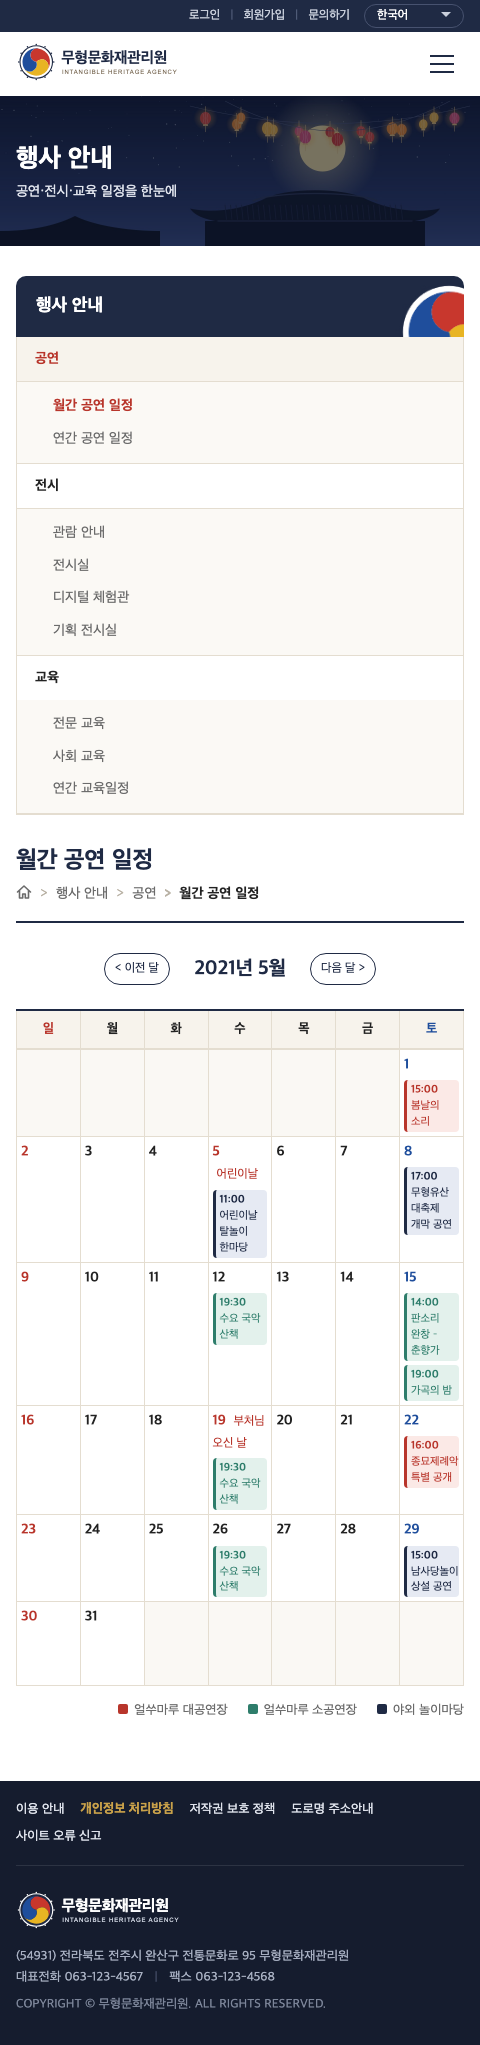 로그인 | 회원가입 | 문의하기 한국어
무형문화재관리원
INTANGIBLE HERITAGE AGENCY
행사 안내
공연·전시·교육 일정을 한눈에
행사 안내
공연
월간 공연 일정
연간 공연 일정
전시
관람 안내
전시실
디지털 체험관
기획 전시실
교육
전문 교육
사회 교육
연간 교육일정
월간 공연 일정
> 행사 안내 > 공연 > 월간 공연 일정
< 이전 달 2021년 5월 다음 달 >
일 월 화 수 목 금 토
1
15:00
봄날의
소리
2 3 4 5 6 7 8
어린이날
11:00
어린이날
탈놀이
한마당
17:00
무형유산
대축제
개막 공연
9 10 11 12 13 14 15
19:30
수요 국악
산책
14:00
판소리
완창 -
춘향가
19:00
가곡의 밤
16 17 18 19 부처님 20 21 22
오신 날
19:30
수요 국악
산책
16:00
종묘제례악
특별 공개
23 24 25 26 27 28 29
19:30
수요 국악
산책
15:00
남사당놀이
상설 공연
30 31
얼쑤마루 대공연장 얼쑤마루 소공연장 야외 놀이마당
이용 안내 개인정보 처리방침 저작권 보호 정책 도로명 주소안내
사이트 오류 신고
무형문화재관리원
INTANGIBLE HERITAGE AGENCY
(54931) 전라북도 전주시 완산구 전통문화로 95 무형문화재관리원
대표전화 063-123-4567 | 팩스 063-123-4568
COPYRIGHT © 무형문화재관리원. ALL RIGHTS RESERVED.